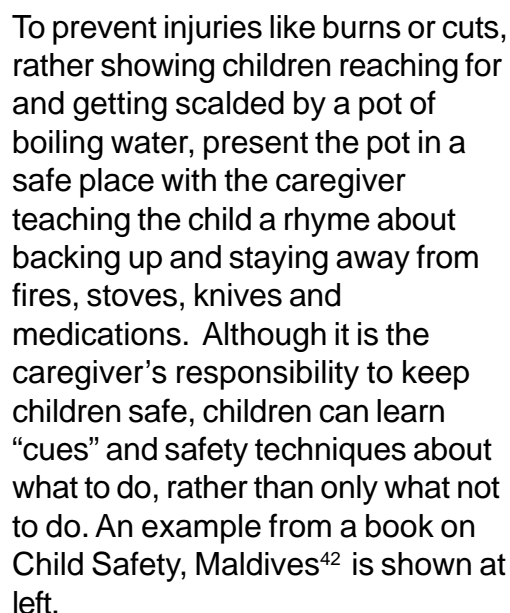 To prevent injuries like burns or cuts,
rather showing children reaching for
and getting scalded by a pot of
boiling water, present the pot in a
safe place with the caregiver
teaching the child a rhyme about
backing up and staying away from
fires, stoves, knives and
medications.  Although it is the
caregiver’s responsibility to keep
children safe, children can learn
“cues” and safety techniques about
what to do, rather than only what not
to do. An example from a book on
Child Safety, Maldives⁴² is shown at
left.